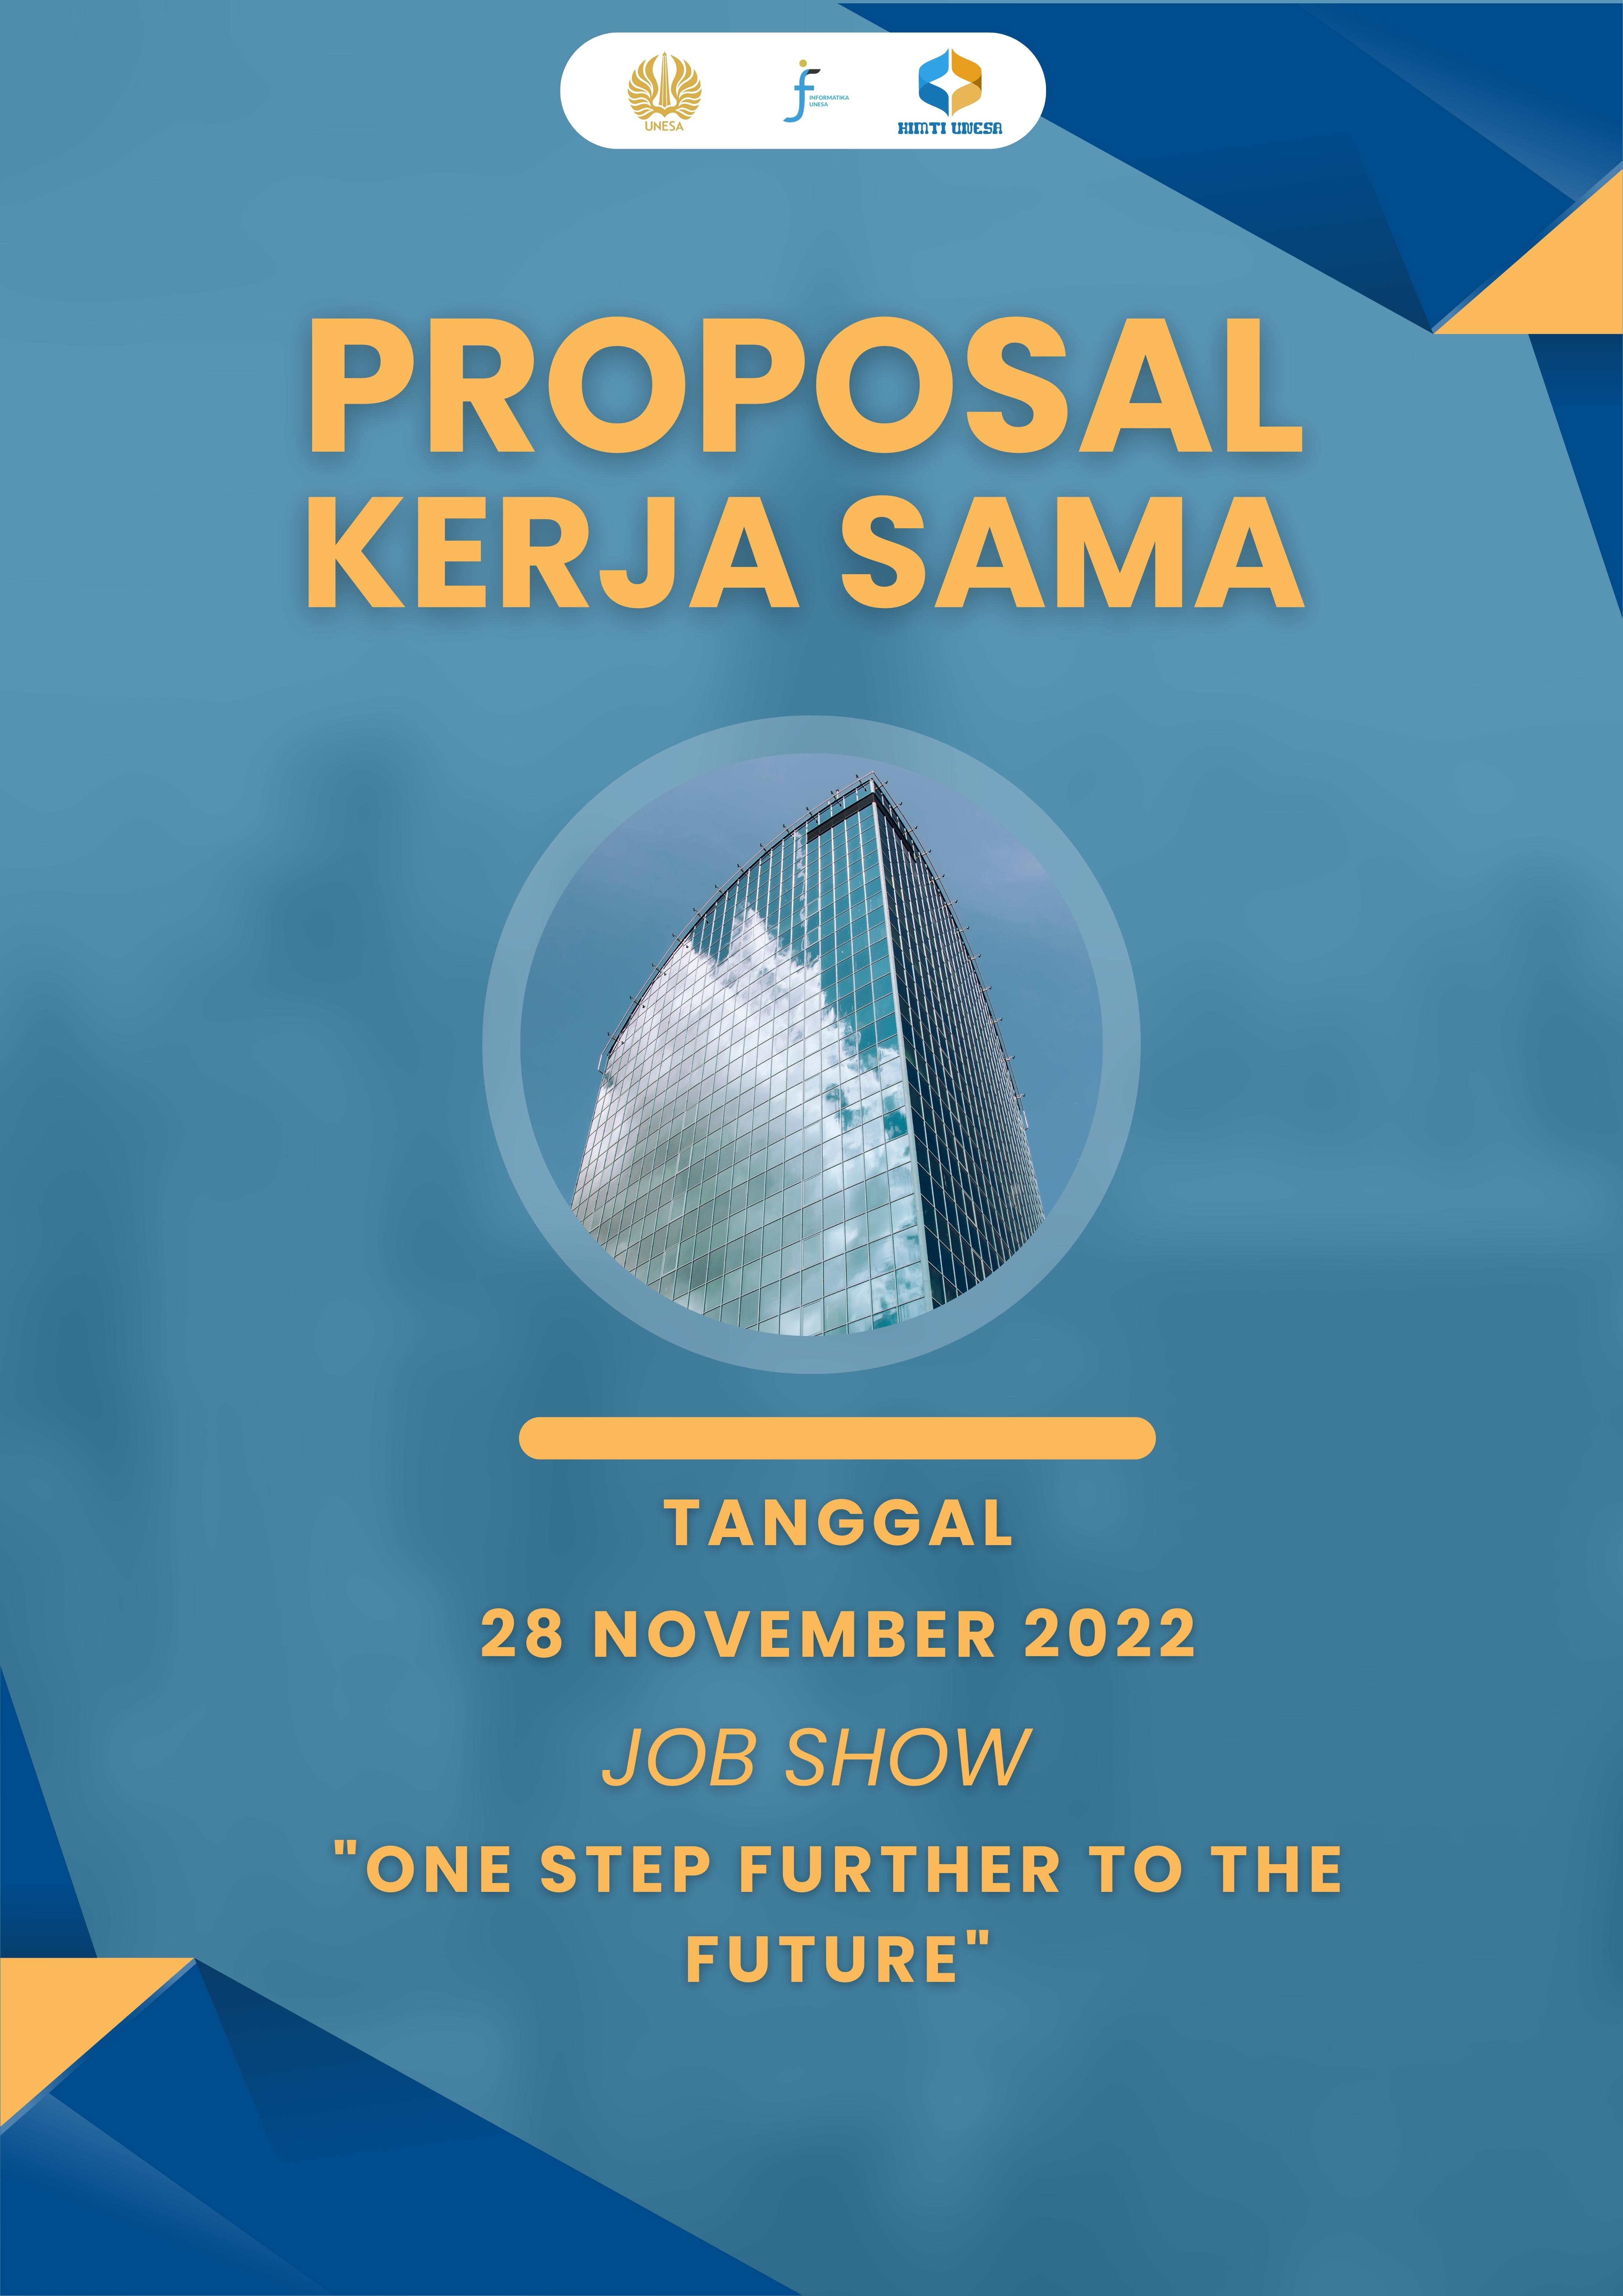 UNESA
INFORMATIKA
UNESA
HIMTI UNESA
PROPOSAL
KERJA SAMA
TANGGAL
28 NOVEMBER 2022
JOB SHOW
"ONE STEP FURTHER TO THE
FUTURE"